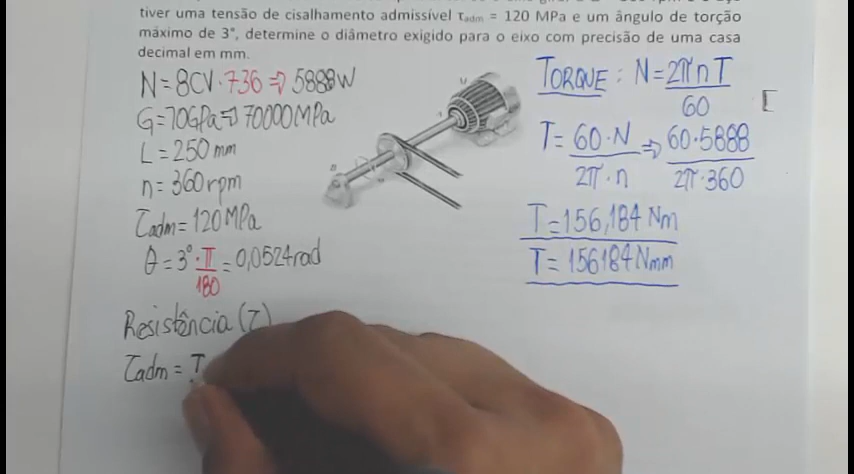 tiver uma tensão de cisalhamento admissível τadm = 120 MPa e um ângulo de torção
máximo de 3°, determine o diâmetro exigido para o eixo com precisão de uma casa
decimal em mm.
N = 8CV · 736 => 5888W
G = 70GPa => 70000MPa
L = 250 mm
n = 360 rpm
τadm = 120 MPa
θ = 3° · π/180 = 0,0524 rad
Resistência (τ)
τadm = T
TORQUE : N = 2π n T / 60
T = 60 · N / 2π · n => 60 · 5888 / 2π · 360
T = 156,184 Nm
T = 156184 Nmm